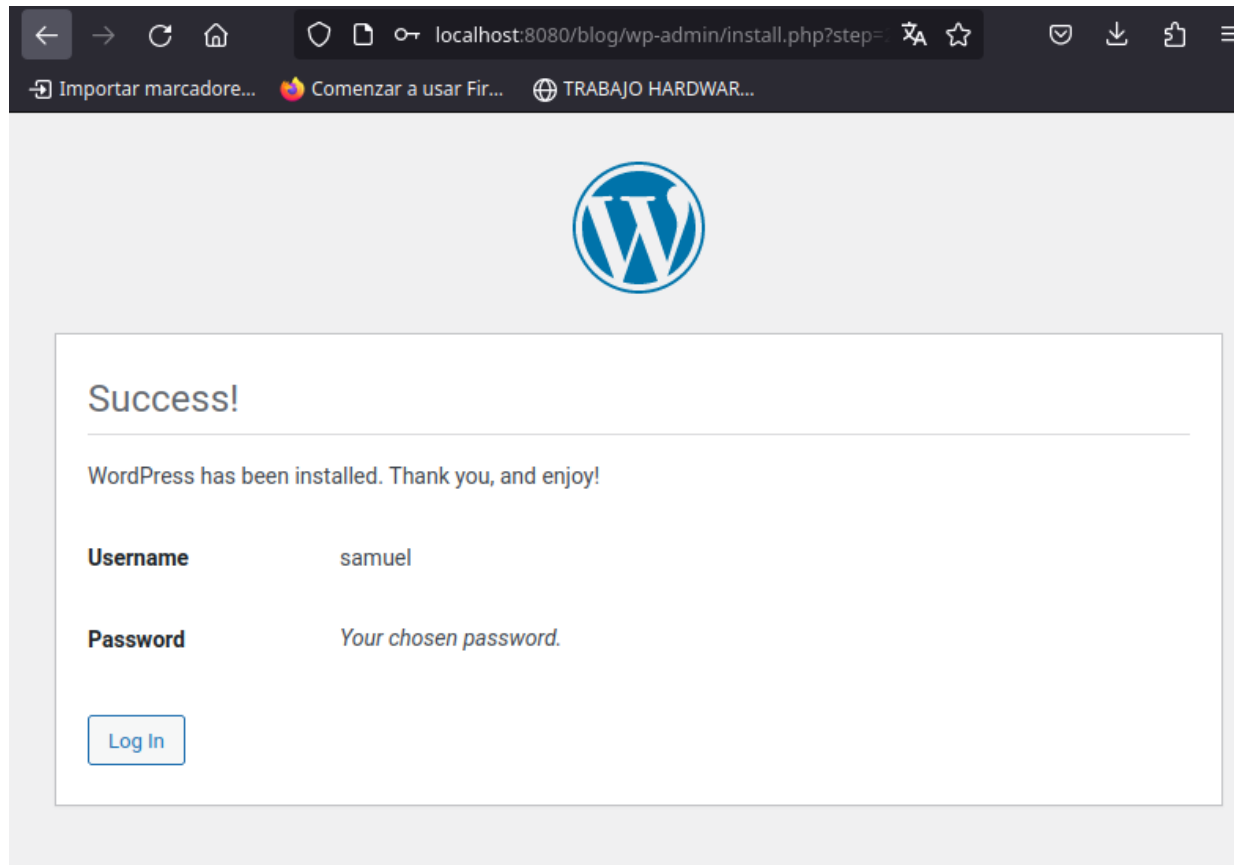 localhost:8080/blog/wp-admin/install.php?step=
Importar marcadore... Comenzar a usar Fir... TRABAJO HARDWAR...
Success!
WordPress has been installed. Thank you, and enjoy!
Username samuel
Password Your chosen password.
Log In